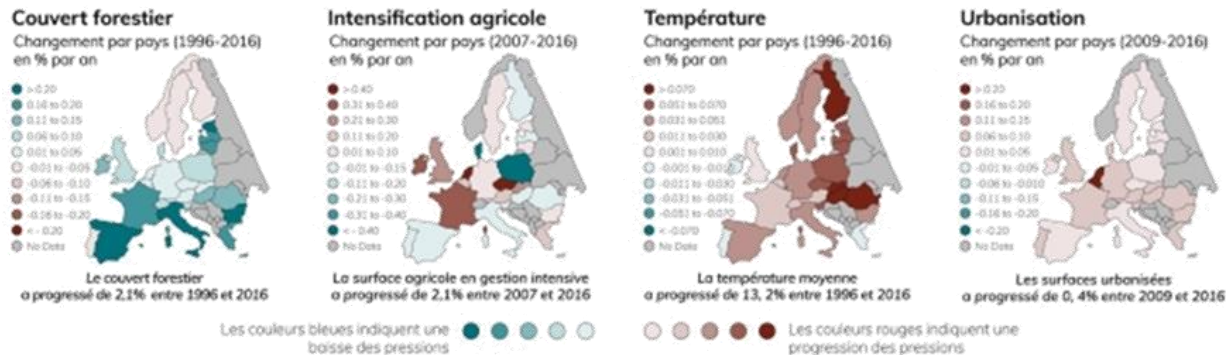 Couvert forestier
Changement par pays (1996-2016)
en % par an
> 0.20
0.16 to 0.20
0.11 to 0.15
0.06 to 0.10
0.01 to 0.05
-0.01 to -0.05
-0.06 to -0.10
-0.11 to -0.15
-0.16 to -0.20
< - 0.20
No Data
Le couvert forestier
a progressé de 2,1% entre 1996 et 2016
Intensification agricole
Changement par pays (2007-2016)
en % par an
> 0.40
0.31 to 0.40
0.21 to 0.30
0.11 to 0.20
0.01 to 0.10
-0.01 to -0.15
-0.11 to -0.20
-0.21 to -0.30
-0.31 to -0.40
< - 0.40
No Data
La surface agricole en gestion intensive
a progressé de 2,1% entre 2007 et 2016
Température
Changement par pays (1996-2016)
en % par an
> 0.070
0.051 to 0.070
0.031 to 0.051
0.011 to 0.030
0.001 to 0.010
-0.001 to -0.010
-0.011 to -0.030
-0.031 to -0.051
-0.051 to -0.070
< -0.070
No Data
La température moyenne
a progressé de 13, 2% entre 1996 et 2016
Urbanisation
Changement par pays (2009-2016)
en % par an
> 0.20
0.16 to 0.20
0.11 to 0.15
0.06 to 0.10
0.01 to 0.05
-0.01 to -0.05
-0.06 to -0.010
-0.11 to -0.15
-0.16 to -0.20
< -0.20
No Data
Les surfaces urbanisées
a progressé de 0, 4% entre 2009 et 2016
Les couleurs bleues indiquent une
baisse des pressions
Les couleurs rouges indiquent une
progression des pressions